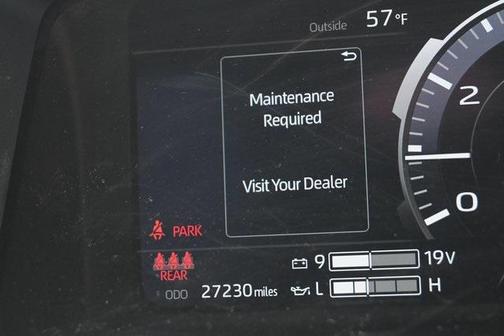 Outside 57°F
Maintenance
Required
2
Visit Your Dealer
0
PARK
REAR
9 19V
ODO 27230 miles
L H